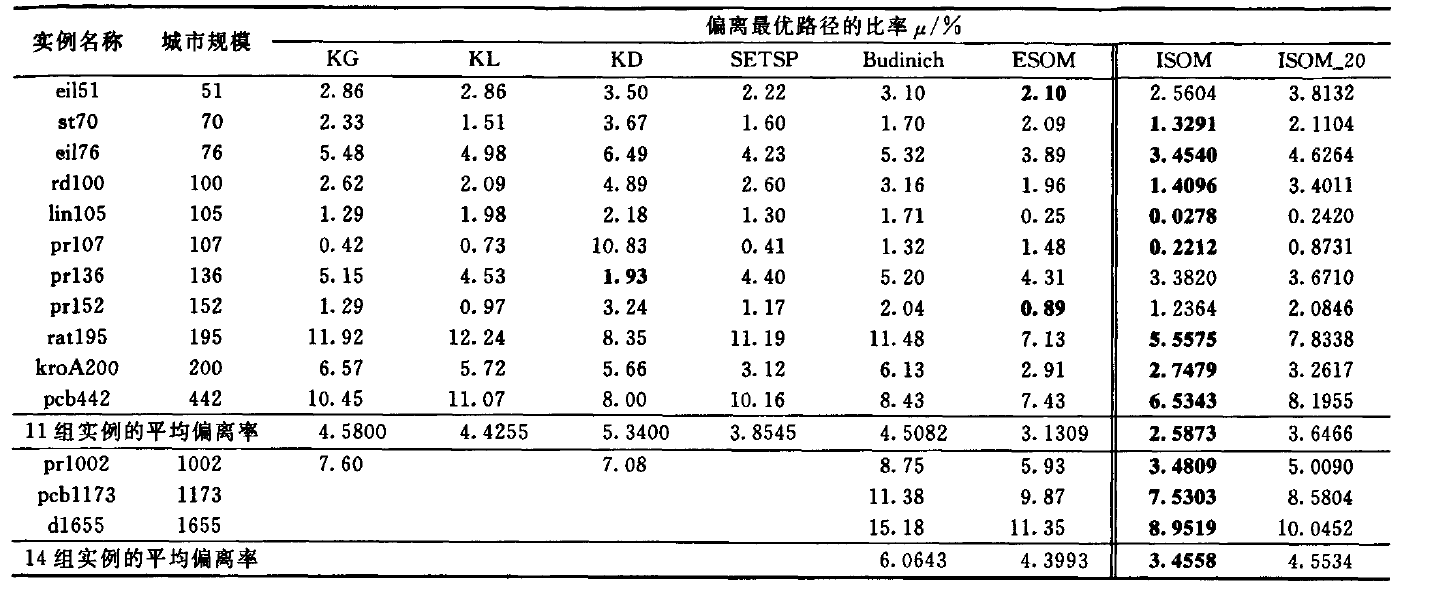 偏离最优路径的比率 μ/%
实例名称 城市规模
KG KL KD SETSP Budinich ESOM ISOM ISOM_20
eil51 51 2.86 2.86 3.50 2.22 3.10 2.10 2.5604 3.8132
st70 70 2.33 1.51 3.67 1.60 1.70 2.09 1.3291 2.1104
eil76 76 5.48 4.98 6.49 4.23 5.32 3.89 3.4540 4.6264
rd100 100 2.62 2.09 4.89 2.60 3.16 1.96 1.4096 3.4011
lin105 105 1.29 1.98 2.18 1.30 1.71 0.25 0.0278 0.2420
pr107 107 0.42 0.73 10.83 0.41 1.32 1.48 0.2212 0.8731
pr136 136 5.15 4.53 1.93 4.40 5.20 4.31 3.3820 3.6710
pr152 152 1.29 0.97 3.24 1.17 2.04 0.89 1.2364 2.0846
rat195 195 11.92 12.24 8.35 11.19 11.48 7.13 5.5575 7.8338
kroA200 200 6.57 5.72 5.66 3.12 6.13 2.91 2.7479 3.2617
pcb442 442 10.45 11.07 8.00 10.16 8.43 7.43 6.5343 8.1955
11组实例的平均偏离率 4.5800 4.4255 5.3400 3.8545 4.5082 3.1309 2.5873 3.6466
pr1002 1002 7.60 7.08 8.75 5.93 3.4809 5.0090
pcb1173 1173 11.38 9.87 7.5303 8.5804
d1655 1655 15.18 11.35 8.9519 10.0452
14组实例的平均偏离率 6.0643 4.3993 3.4558 4.5534